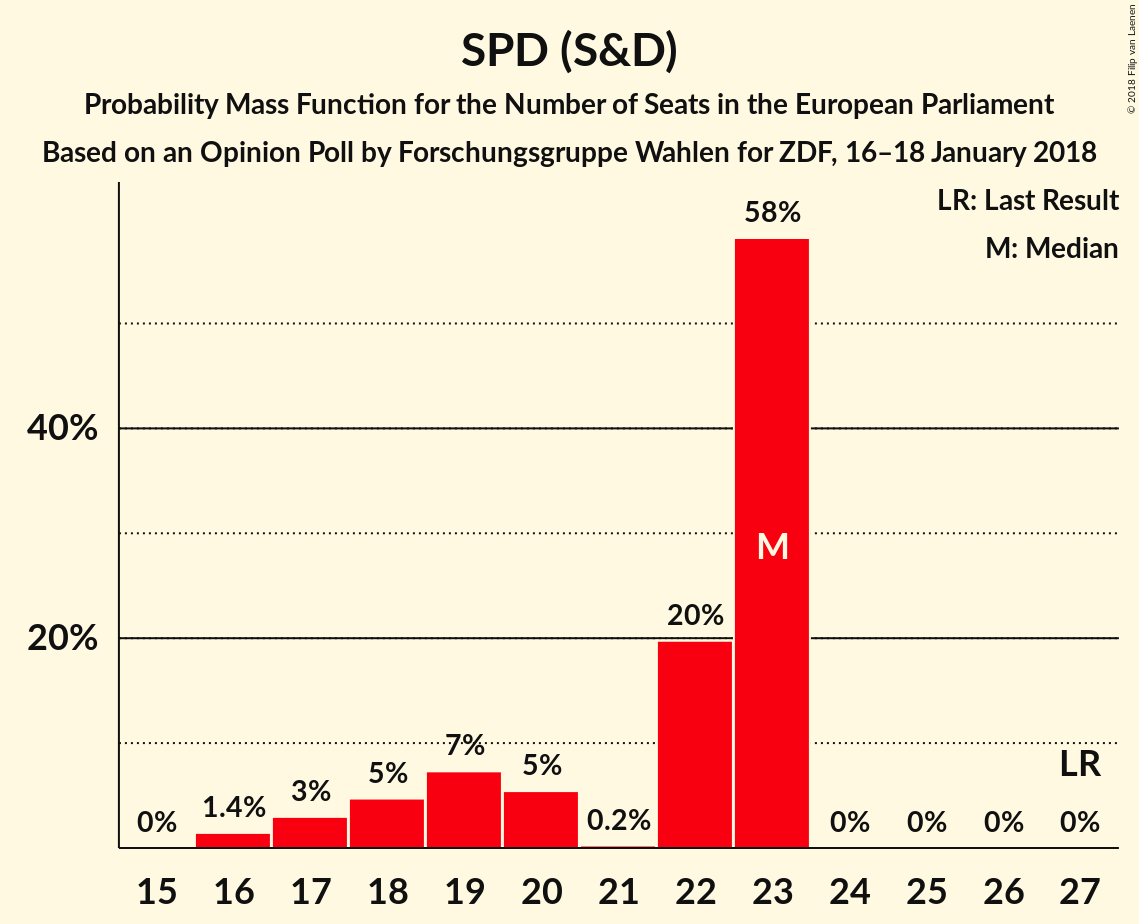 SPD (S&D)
Probability Mass Function for the Number of Seats in the European Parliament
Based on an Opinion Poll by Forschungsgruppe Wahlen for ZDF, 16–18 January 2018
© 2018 Filip van Laenen
LR: Last Result
M: Median
58%
40%
M
20%
20%
7%
5%
5%
3%
1.4%
0%
0.2%
LR
0%
0%
0%
0%
15 16 17 18 19 20 21 22 23 24 25 26 27